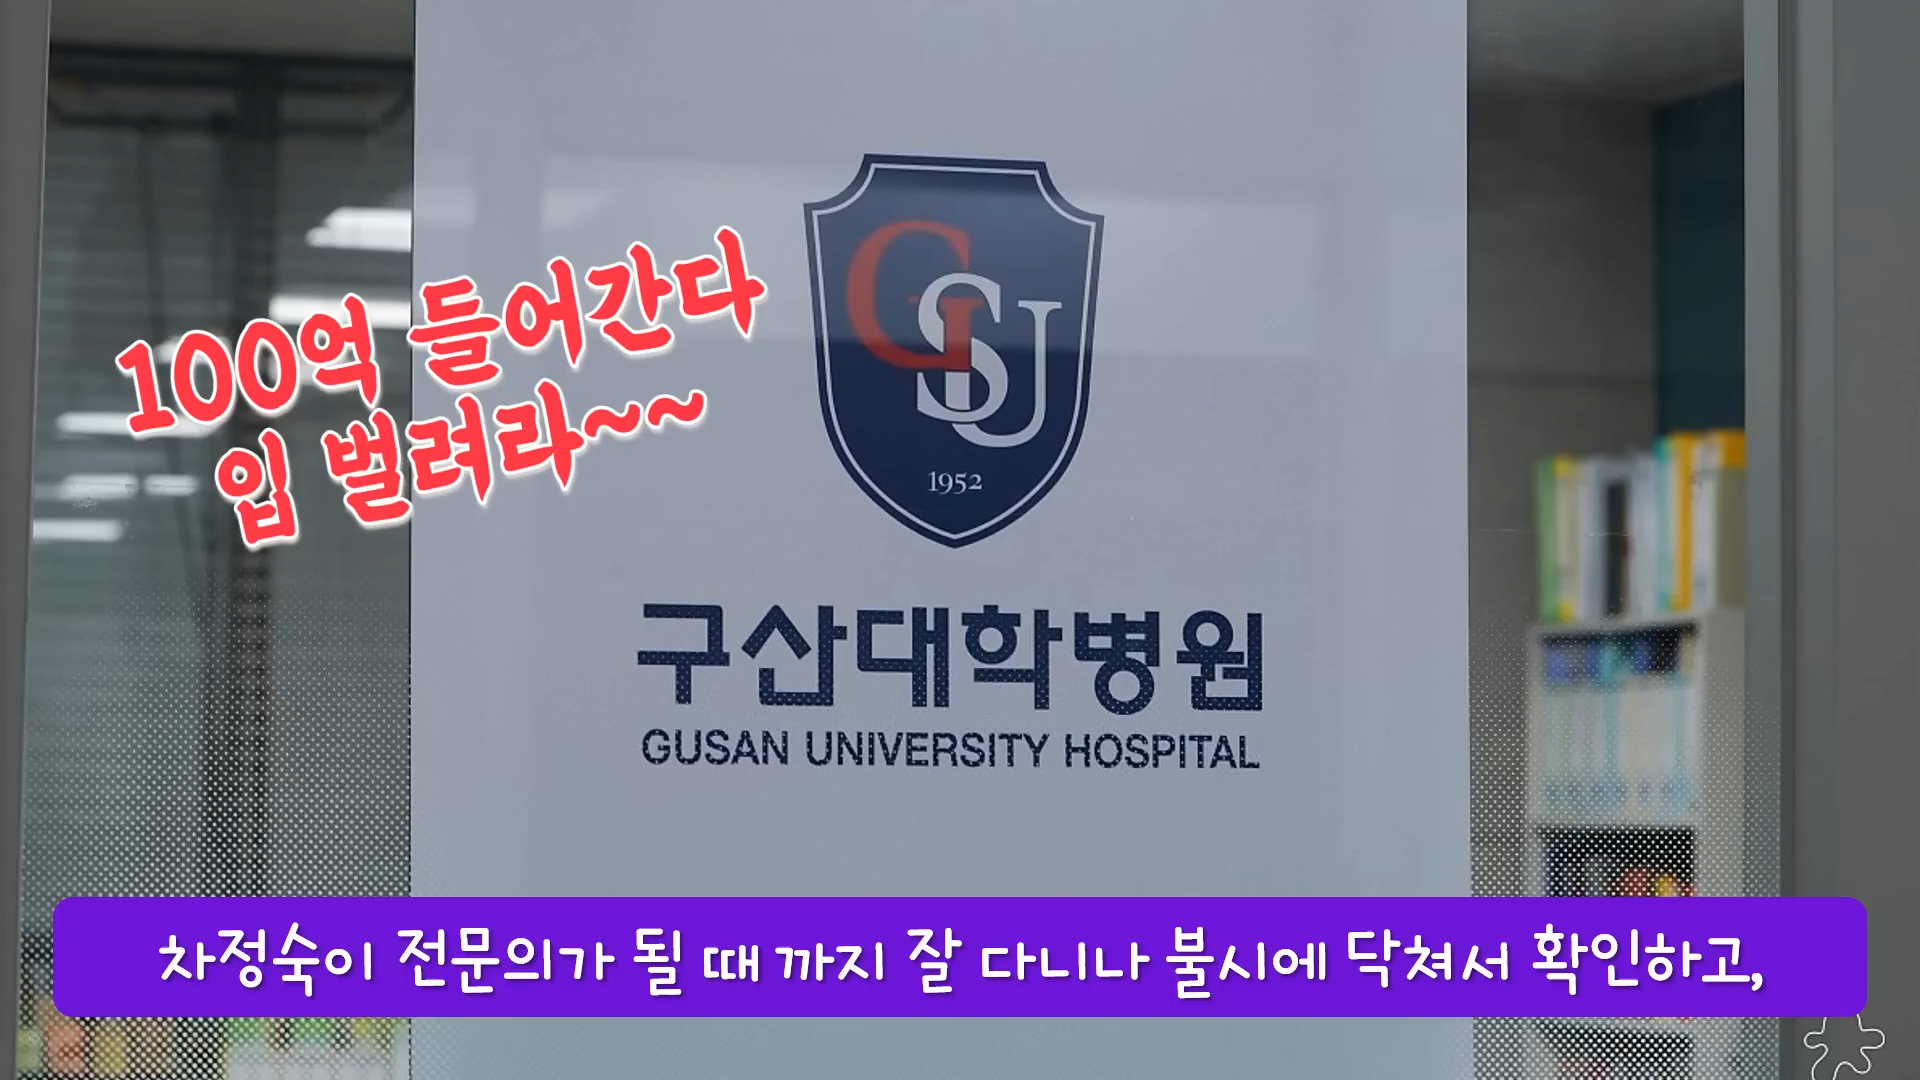 100억 들어간다
입 벌려라~~
GSU
1952
구산대학병원
GUSAN UNIVERSITY HOSPITAL
차정숙이 전문의가 될 때 까지 잘 다니나 불시에 닥쳐서 확인하고,